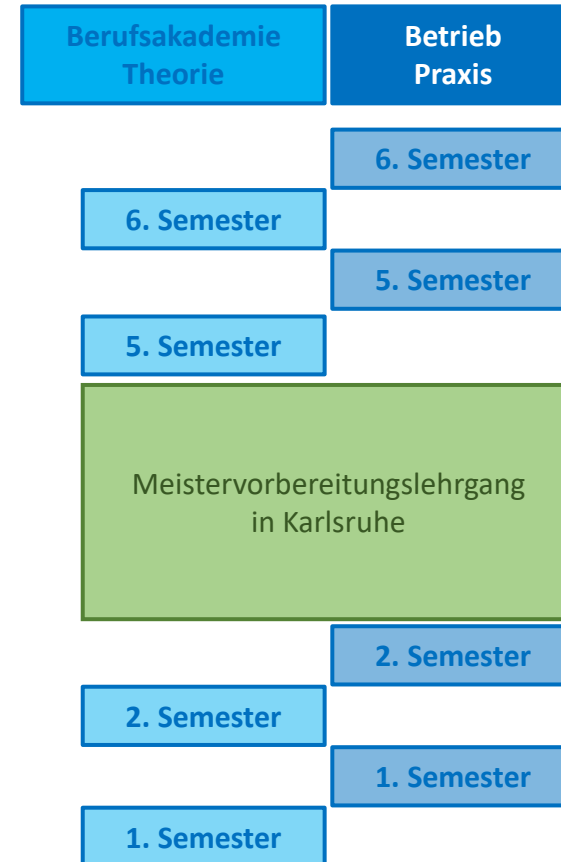 Berufsakademie
Theorie
Betrieb
Praxis
6. Semester
6. Semester
5. Semester
5. Semester
Meistervorbereitungslehrgang
in Karlsruhe
2. Semester
2. Semester
1. Semester
1. Semester